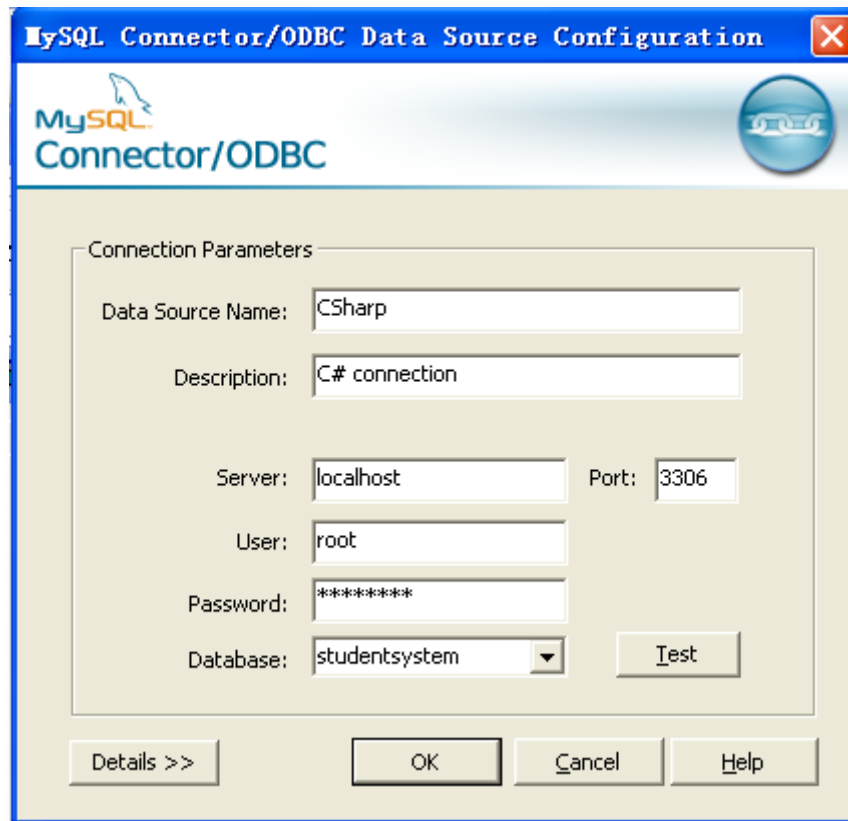 MySQL Connector/ODBC Data Source Configuration
MySQL
Connector/ODBC
Connection Parameters
Data Source Name: CSharp
Description: C# connection
Server: localhost Port: 3306
User: root
Password: ********
Database: studentsystem Test
Details >> OK Cancel Help